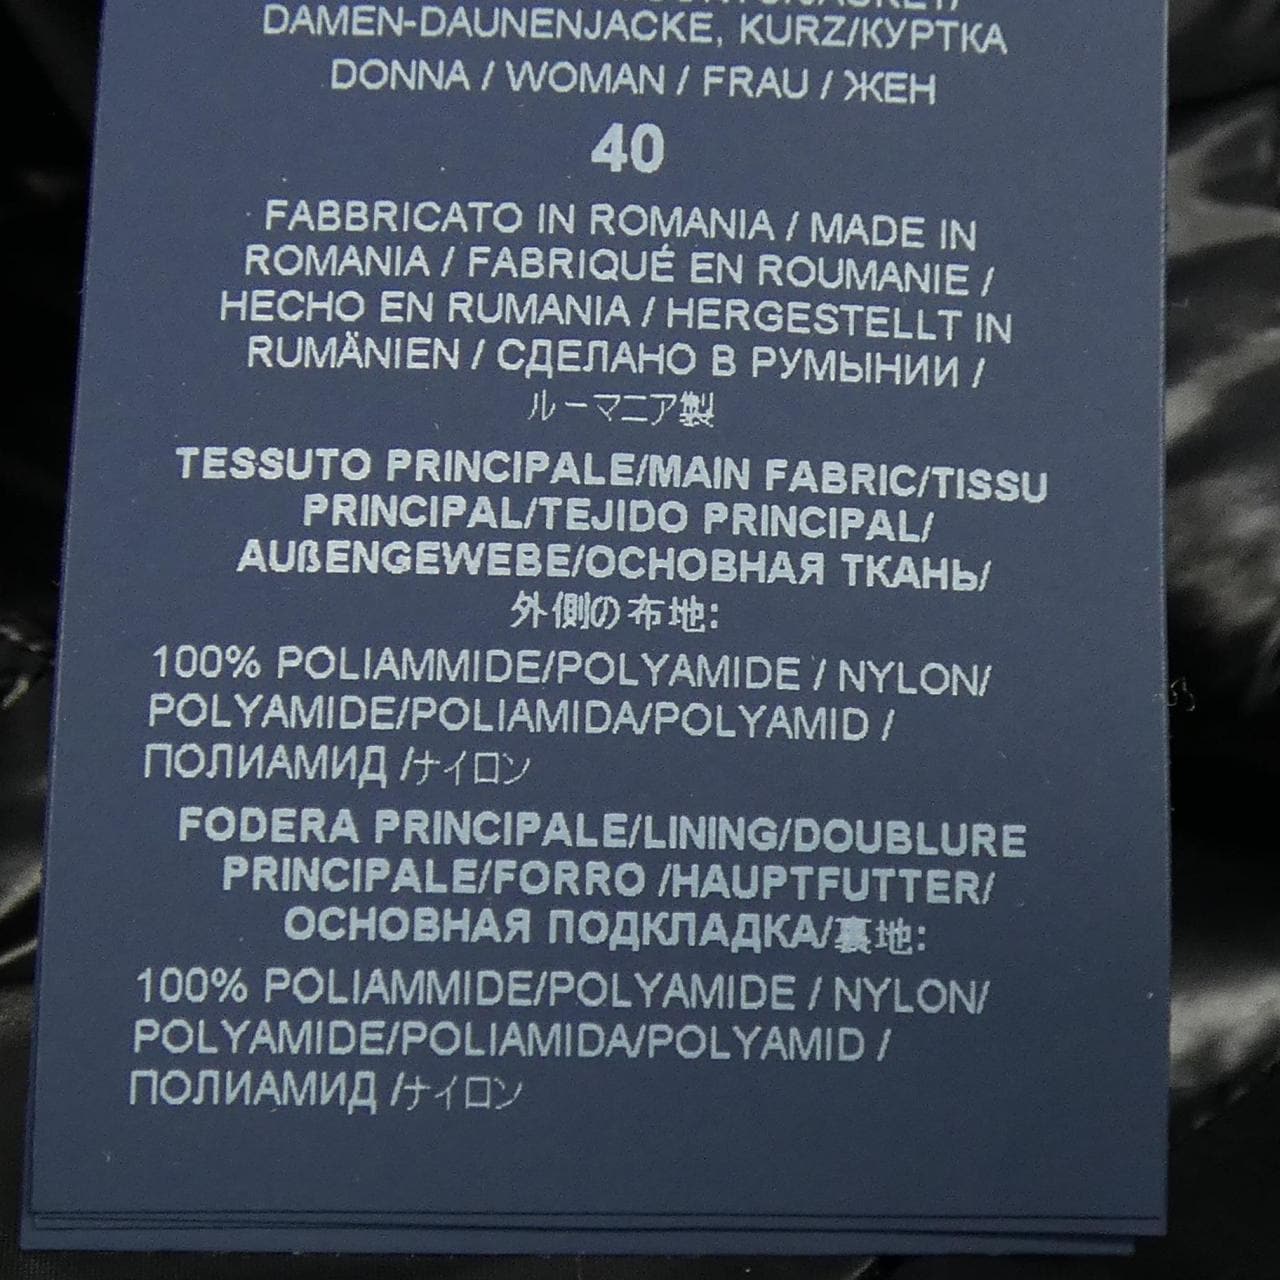 DAMEN-DAUNENJACKE, KURZ/КУРТКА
DONNA / WOMAN / FRAU / ЖЕН
40
FABBRICATO IN ROMANIA / MADE IN
ROMANIA / FABRIQUÉ EN ROUMANIE /
HECHO EN RUMANIA / HERGESTELLT IN
RUMÄNIEN / СДЕЛАНО В РУМЫНИИ /
ルーマニア製
TESSUTO PRINCIPALE/MAIN FABRIC/TISSU
PRINCIPAL/TEJIDO PRINCIPAL/
AUßENGEWEBE/ОСНОВНАЯ ТКАНЬ/
外側の布地:
100% POLIAMMIDE/POLYAMIDE / NYLON/
POLYAMIDE/POLIAMIDA/POLYAMID /
ПОЛИАМИД /ナイロン
FODERA PRINCIPALE/LINING/DOUBLURE
PRINCIPALE/FORRO /HAUPTFUTTER/
ОСНОВНАЯ ПОДКЛАДКА/裏地:
100% POLIAMMIDE/POLYAMIDE / NYLON/
POLYAMIDE/POLIAMIDA/POLYAMID /
ПОЛИАМИД /ナイロン